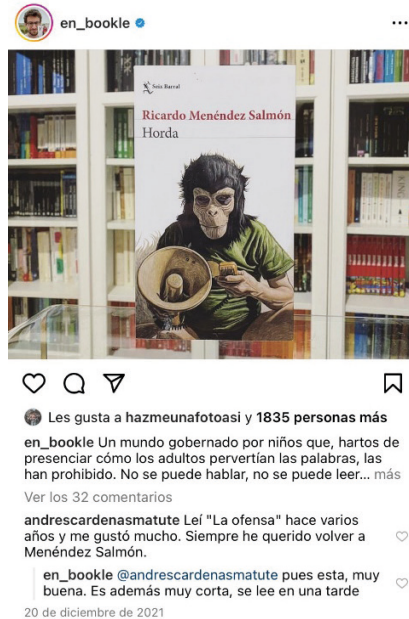 en_bookle
Seix Barral
Ricardo Menéndez Salmón
Horda
Les gusta a hazmeunafotoasi y 1835 personas más
en_bookle Un mundo gobernado por niños que, hartos de
presenciar cómo los adultos pervertían las palabras, las
han prohibido. No se puede hablar, no se puede leer... más
Ver los 32 comentarios
andrescardenasmatute Leí "La ofensa" hace varios
años y me gustó mucho. Siempre he querido volver a
Menéndez Salmón.
en_bookle @andrescardenasmatute pues esta, muy
buena. Es además muy corta, se lee en una tarde
20 de diciembre de 2021